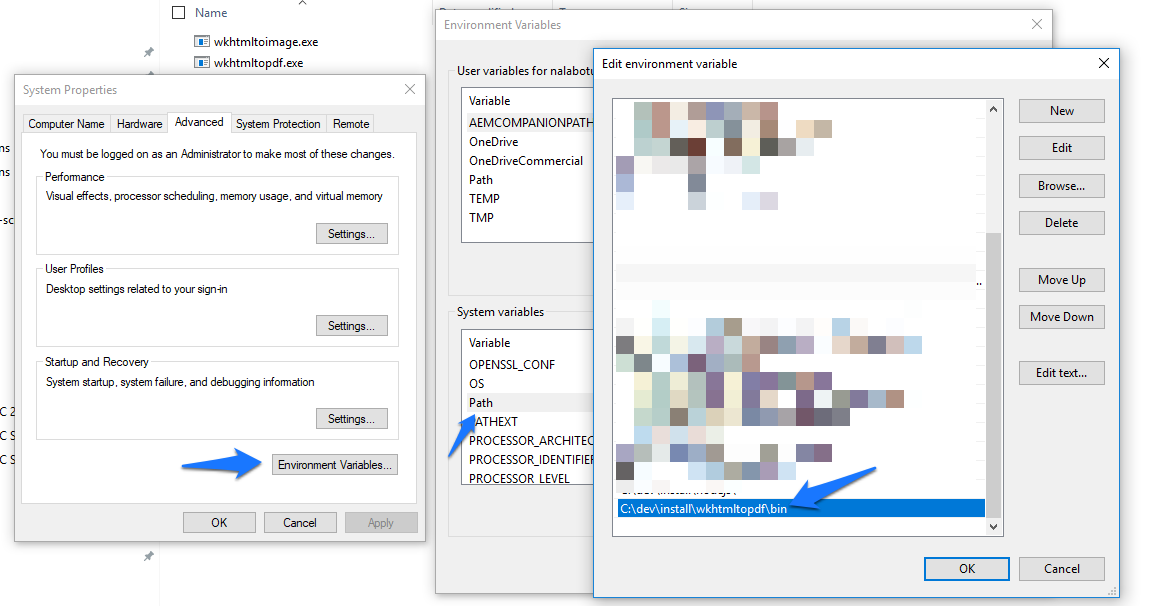 Name
wkhtmltoimage.exe
wkhtmltopdf.exe
System Properties
Computer Name
Hardware
Advanced
System Protection
Remote
You must be logged on as an Administrator to make most of these changes.
Performance
Visual effects, processor scheduling, memory usage, and virtual memory
Settings...
User Profiles
Desktop settings related to your sign-in
Settings...
Startup and Recovery
System startup, system failure, and debugging information
Settings...
Environment Variables...
OK
Cancel
Apply
Environment Variables
User variables for nalabotu
Variable
AEMCOMPANIONPATH
OneDrive
OneDriveCommercial
Path
TEMP
TMP
System variables
Variable
OPENSSL_CONF
OS
Path
PATHEXT
PROCESSOR_ARCHITEC
PROCESSOR_IDENTIFIER
PROCESSOR_LEVEL
Edit environment variable
C:\dev\install\wkhtmltopdf\bin
New
Edit
Browse...
Delete
Move Up
Move Down
Edit text...
OK
Cancel